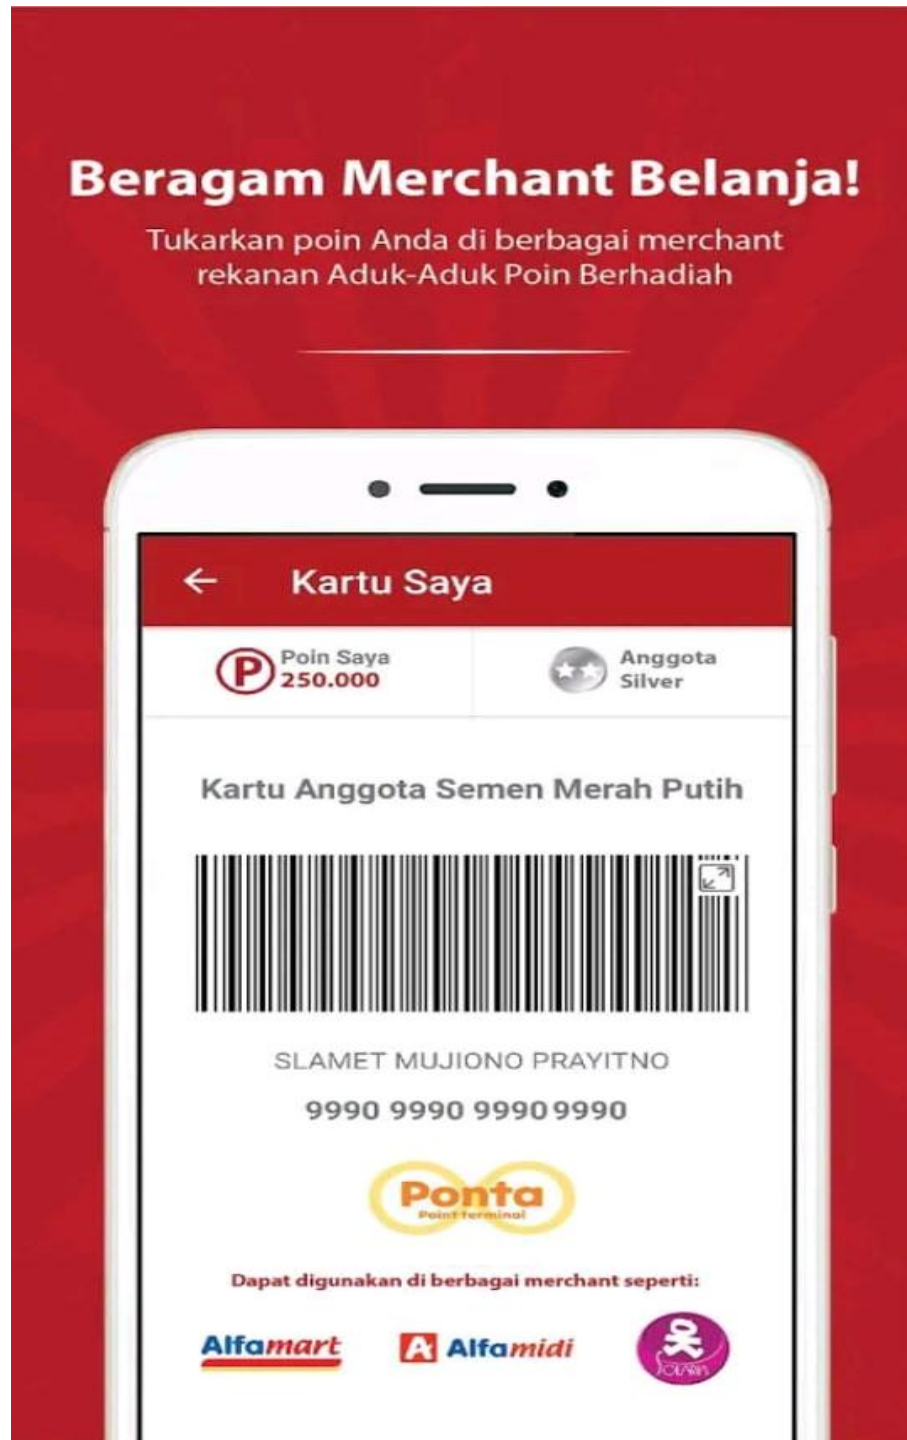 Beragam Merchant Belanja!
Tukarkan poin Anda di berbagai merchant
rekanan Aduk-Aduk Poin Berhadiah
Kartu Saya
P
Poin Saya
250.000
Anggota
Silver
Kartu Anggota Semen Merah Putih
SLAMET MUJIONO PRAYITNO
9990 9990 9990 9990
Ponta
Point terminal
Dapat digunakan di berbagai merchant seperti:
Alfamart
A Alfamidi
SOLARIA